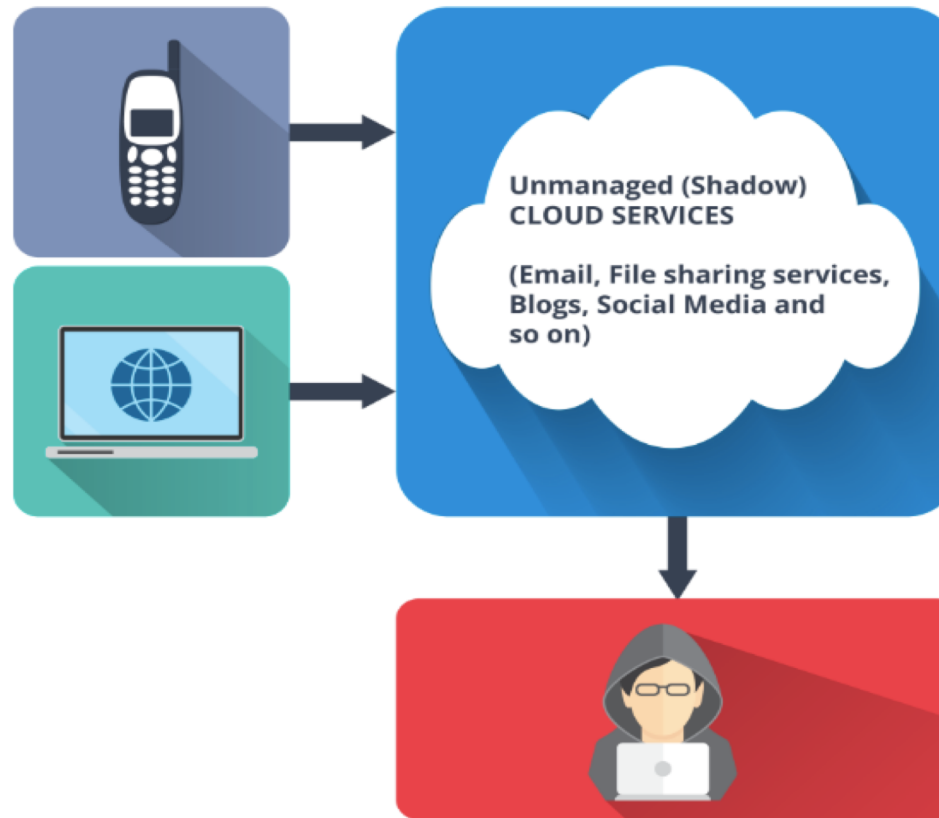 Unmanaged (Shadow)
CLOUD SERVICES
(Email, File sharing services,
Blogs, Social Media and
so on)